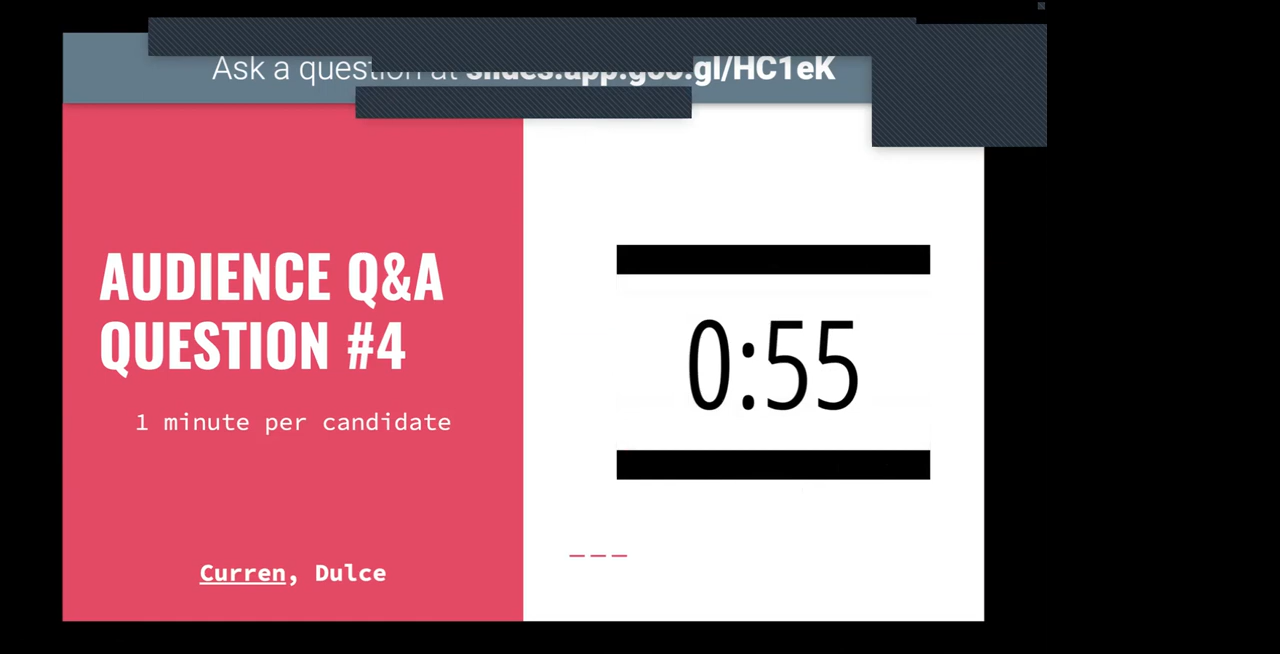 Ask a question at slides.app.goo.gl/HC1eK
AUDIENCE Q&A
QUESTION #4
1 minute per candidate
Curren, Dulce
0:55